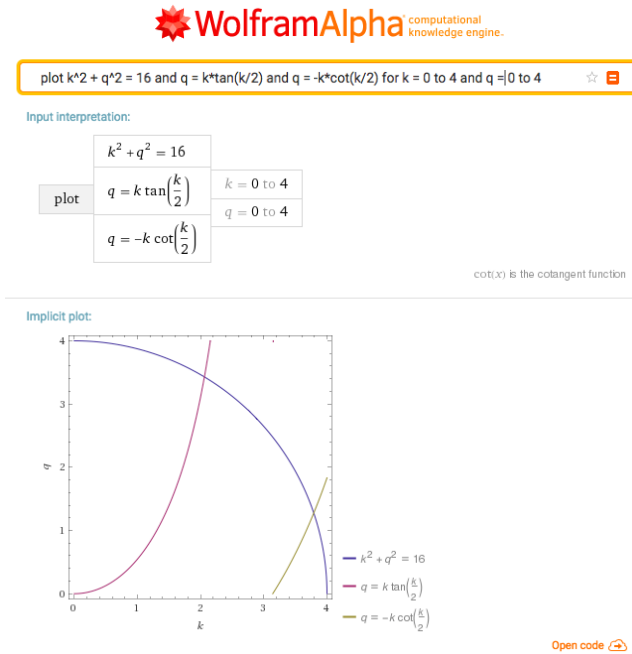 WolframAlpha computational knowledge engine.
plot k^2 + q^2 = 16 and q = k*tan(k/2) and q = -k*cot(k/2) for k = 0 to 4 and q =0 to 4
Input interpretation:
plot
k² + q² = 16
q = k tan(k/2)
q = -k cot(k/2)
k = 0 to 4
q = 0 to 4
cot(x) is the cotangent function
Implicit plot:
4
3
2
1
0
q
0 1 2 3 4
k
k² + q² = 16
q = k tan(k/2)
q = -k cot(k/2)
Open code